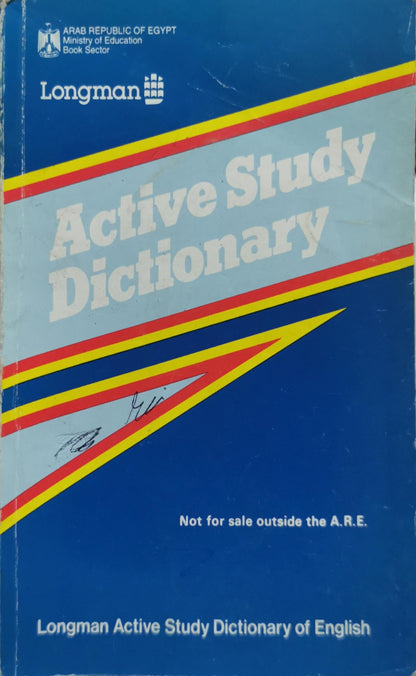 ARAB REPUBLIC OF EGYPT
Ministry of Education
Book Sector
Longman
Active Study
Dictionary
Not for sale outside the A.R.E.
Longman Active Study Dictionary of English